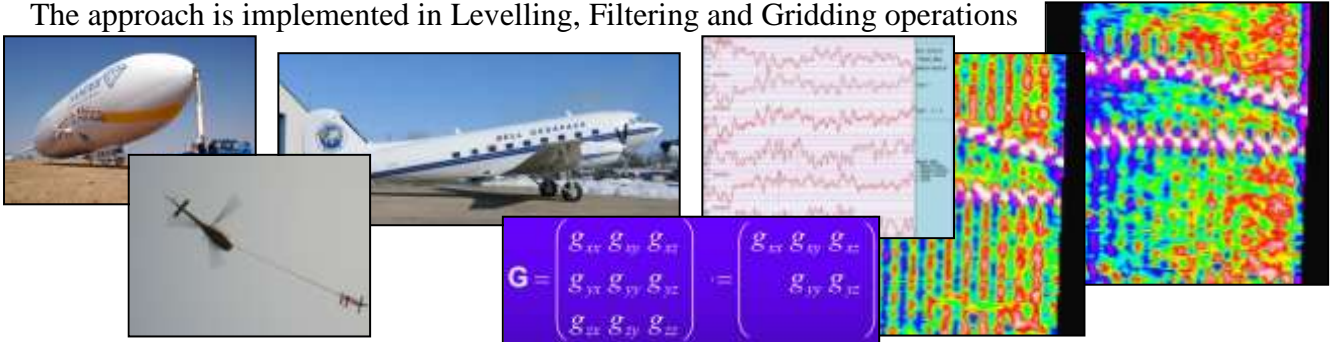 The approach is implemented in Levelling, Filtering and Gridding operations
BELL GEOSPACE
G = ( g_xx g_xy g_xz ) := ( g_xx g_xy g_xz )
g_yx g_yy g_yz g_yy g_yz
g_zx g_zy g_zz